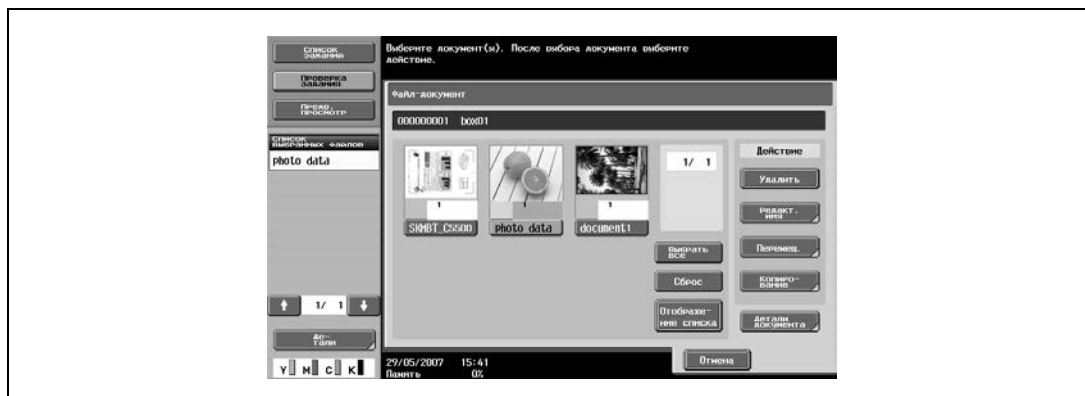 Список
задания
Проверка
задания
Предв.
просмотр
Список
выбранных файлов
photo data
1/ 1
Де-
тали
Y M C K
Выберите документ(ы). После выбора документа выберите
действие.
Файл-документ
000000001 box01
1
SKMBT_C5500
1
photo data
1
document1
1/ 1
Выбрать
все
Сброс
Отображе-
ние списка
Действие
Удалить
Редакт.
имя
Перемещ.
Копиро-
вание
Детали
документа
Отмена
29/05/2007 15:41
Память 0%